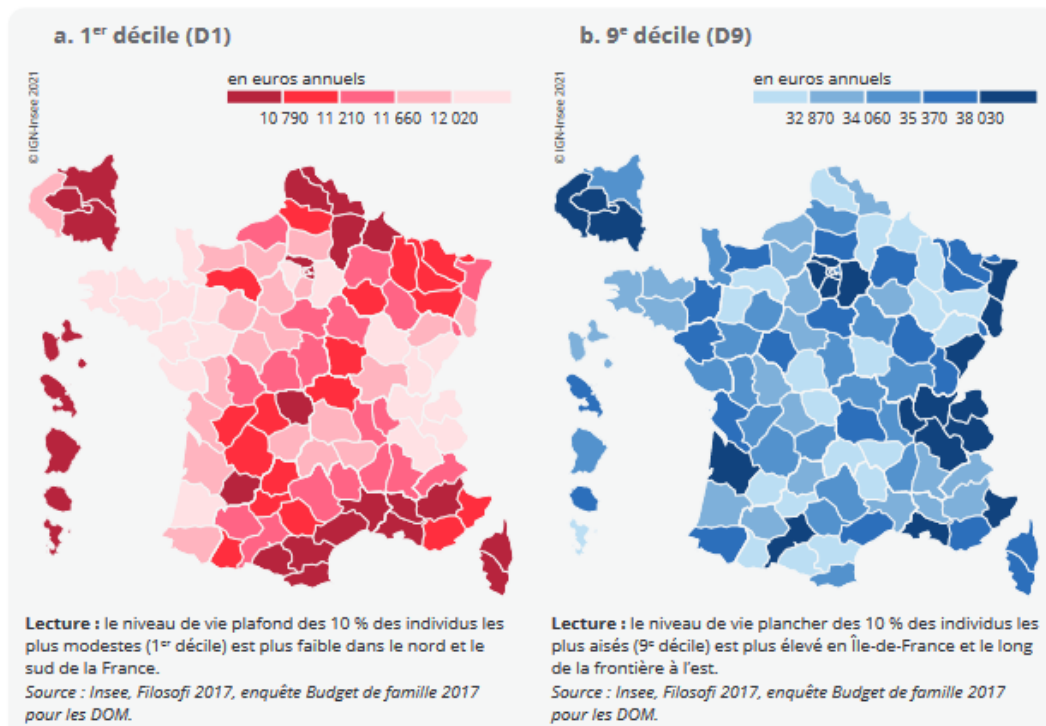 a. 1er décile (D1)
en euros annuels
10 790 11 210 11 660 12 020
© IGN-Insee 2021
Lecture : le niveau de vie plafond des 10 % des individus les
plus modestes (1er décile) est plus faible dans le nord et le
sud de la France.
Source : Insee, Filosofi 2017, enquête Budget de famille 2017
pour les DOM.
b. 9e décile (D9)
en euros annuels
32 870 34 060 35 370 38 030
© IGN-Insee 2021
Lecture : le niveau de vie plancher des 10 % des individus les
plus aisés (9e décile) est plus élevé en Île-de-France et le long
de la frontière à l'est.
Source : Insee, Filosofi 2017, enquête Budget de famille 2017
pour les DOM.